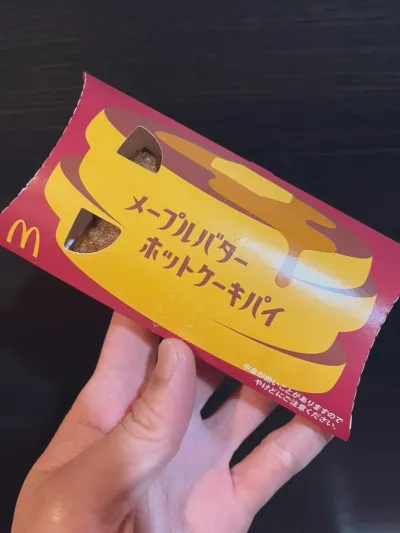 メープルバター
ホットケーキパイ
中身が熱いことがありますので
やけどにご注意ください。